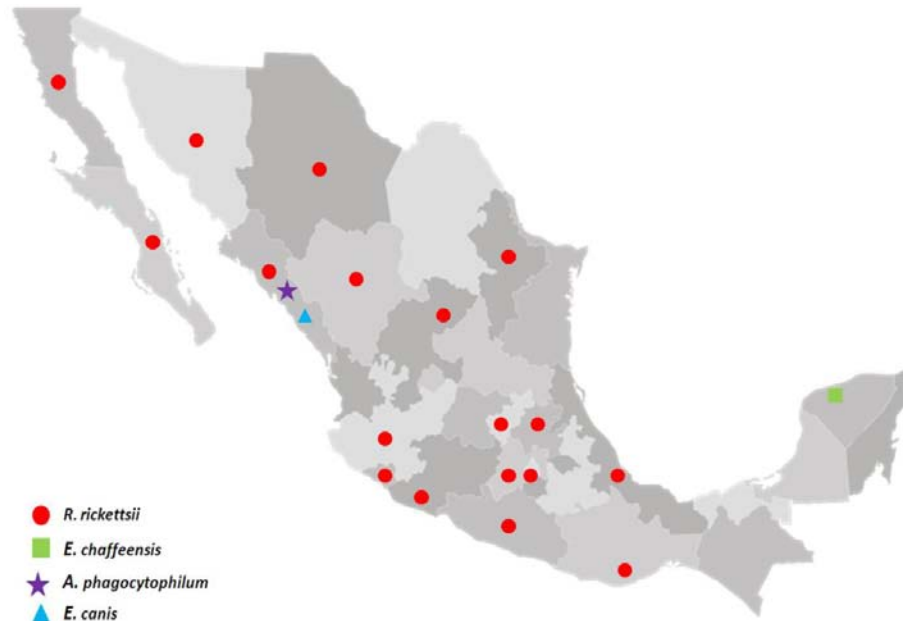 R. rickettsii
E. chaffeensis
A. phagocytophilum
E. canis